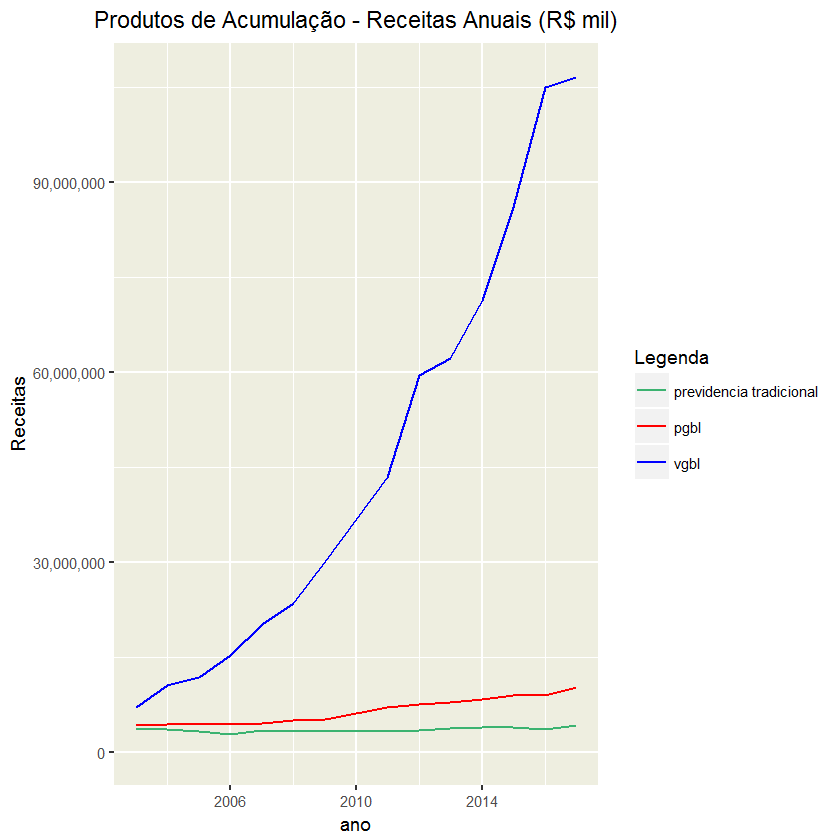 Produtos de Acumulação - Receitas Anuais (R$ mil)
90,000,000
60,000,000
30,000,000
0
Receitas
2006
2010
2014
ano
Legenda
previdencia tradicional
pgbl
vgbl